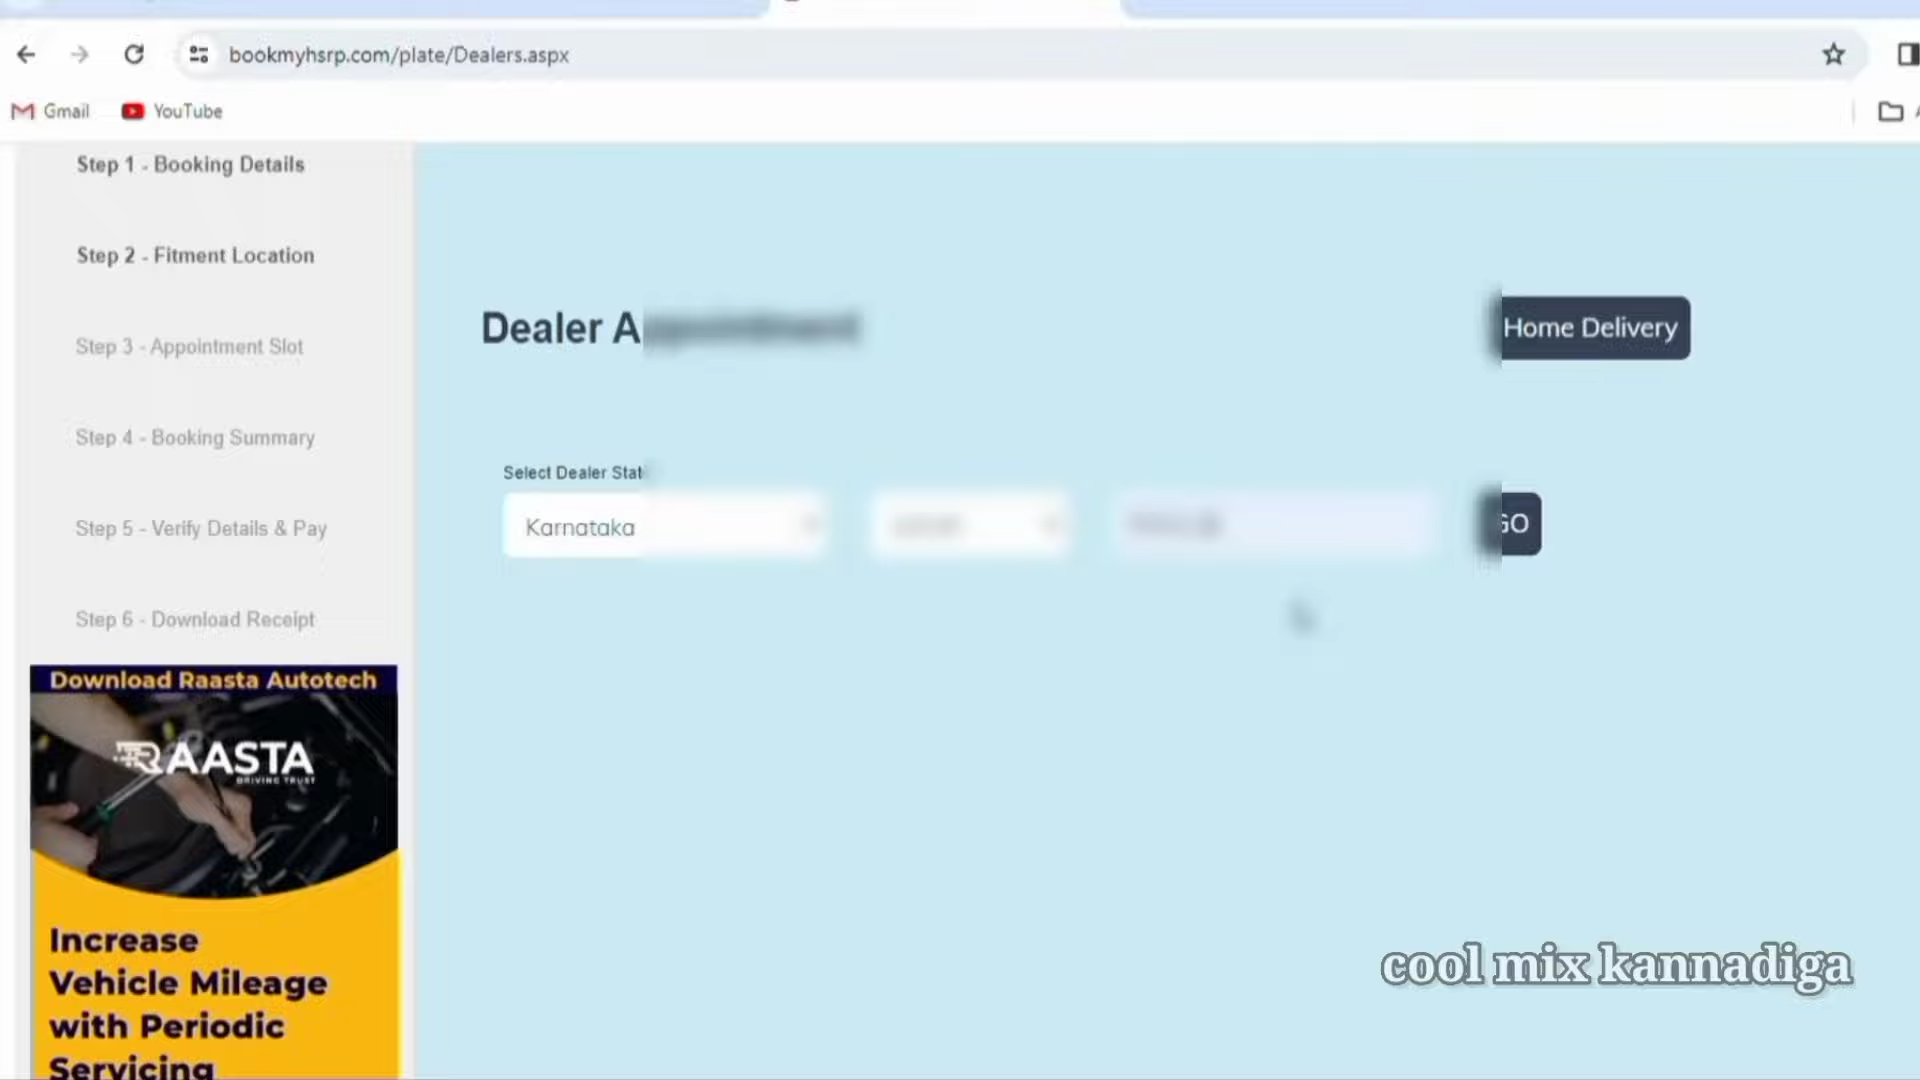 bookmyhsrp.com/plate/Dealers.aspx
Gmail YouTube
Step 1 - Booking Details
Step 2 - Fitment Location
Step 3 - Appointment Slot
Step 4 - Booking Summary
Step 5 - Verify Details & Pay
Step 6 - Download Receipt
Dealer A
Home Delivery
Select Dealer Stat
Karnataka
GO
Download Raasta Autotech
RAASTA
DRIVING TRUST
Increase
Vehicle Mileage
with Periodic
Servicing
cool mix kannadiga